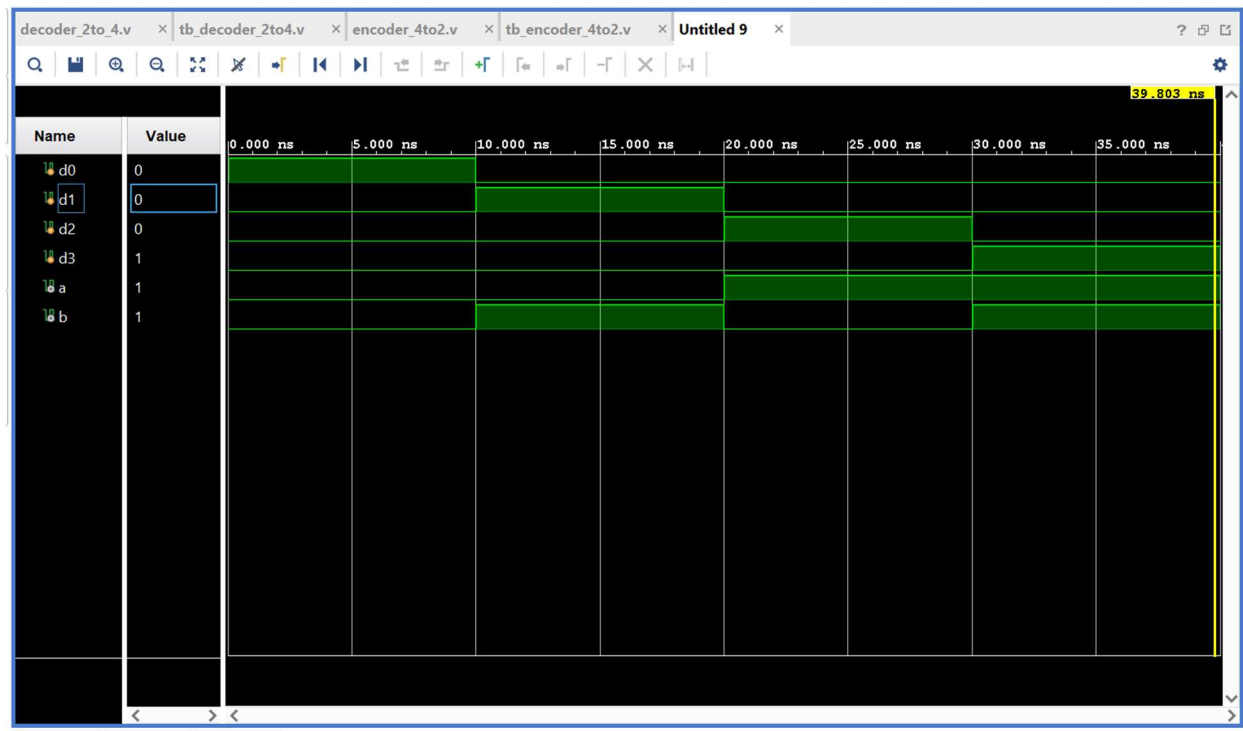 decoder_2to_4.v × tb_decoder_2to4.v × encoder_4to2.v × tb_encoder_4to2.v × Untitled 9 × ?
39.803 ns
Name Value
0.000 ns 5.000 ns 10.000 ns 15.000 ns 20.000 ns 25.000 ns 30.000 ns 35.000 ns
d0 0
d1 0
d2 0
d3 1
a 1
b 1